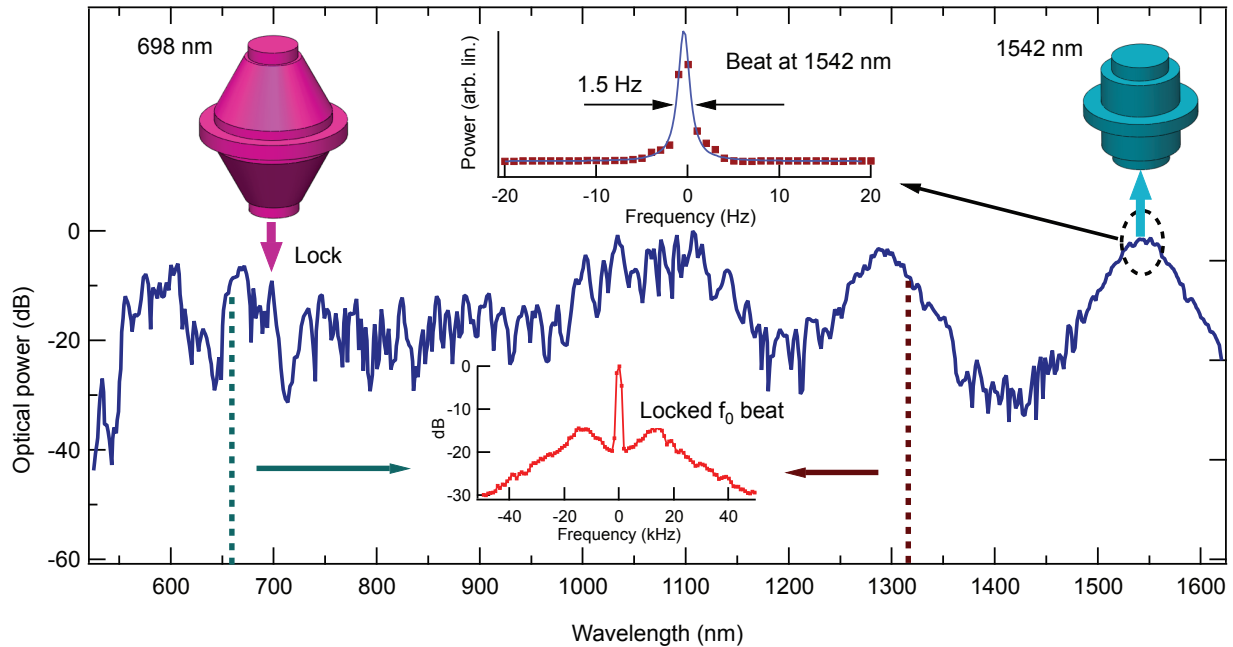 698 nm
Lock
Power (arb. lin.)
1.5 Hz
Beat at 1542 nm
-20 -10 0 10 20
Frequency (Hz)
1542 nm
Optical power (dB)
0
-20
-40
-60
dB
0
-10
-20
-30
Locked f₀ beat
-40 -20 0 20 40
Frequency (kHz)
600 700 800 900 1000 1100 1200 1300 1400 1500 1600
Wavelength (nm)